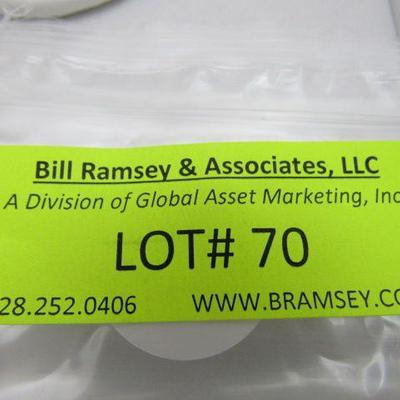 Bill Ramsey & Associates, LLC
A Division of Global Asset Marketing, Inc
LOT# 70
28.252.0406 WWW.BRAMSEY.CO